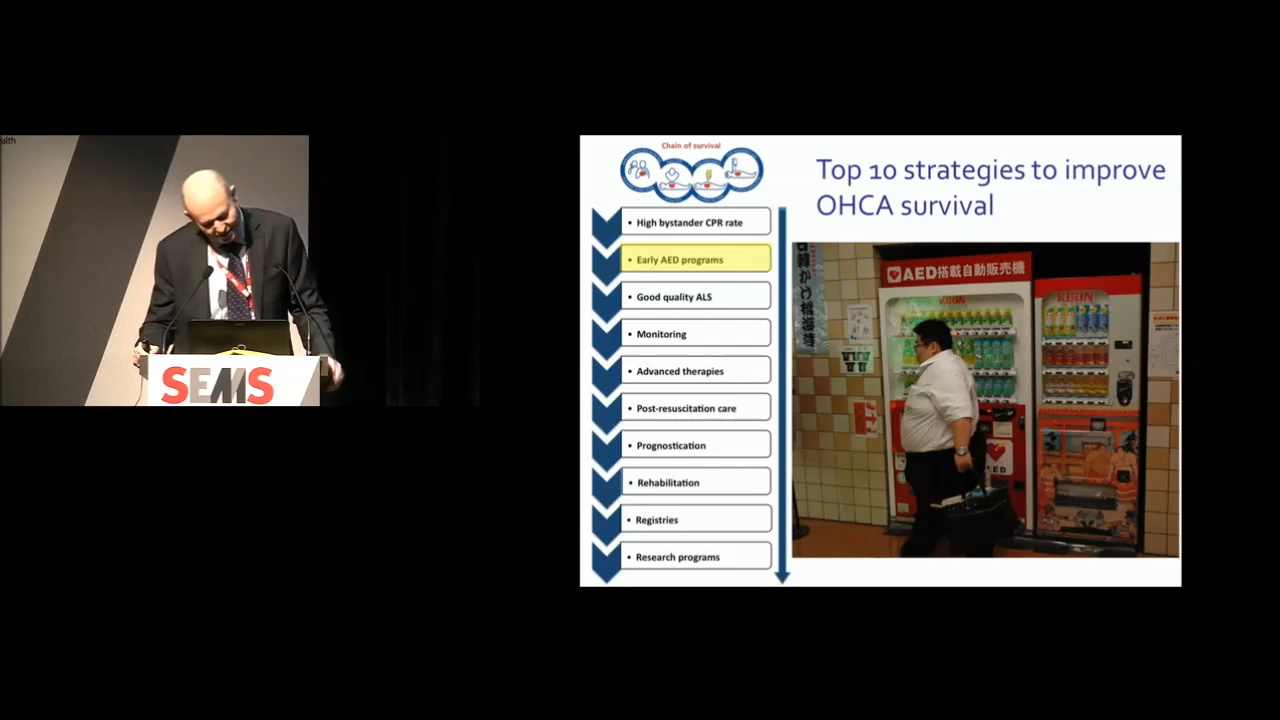 alth
SEMS
Chain of survival
• High bystander CPR rate
• Early AED programs
• Good quality ALS
• Monitoring
• Advanced therapies
• Post-resuscitation care
• Prognostication
• Rehabilitation
• Registries
• Research programs
Top 10 strategies to improve
OHCA survival
AED搭載自動販売機
KIRIN
KIRIN
AED